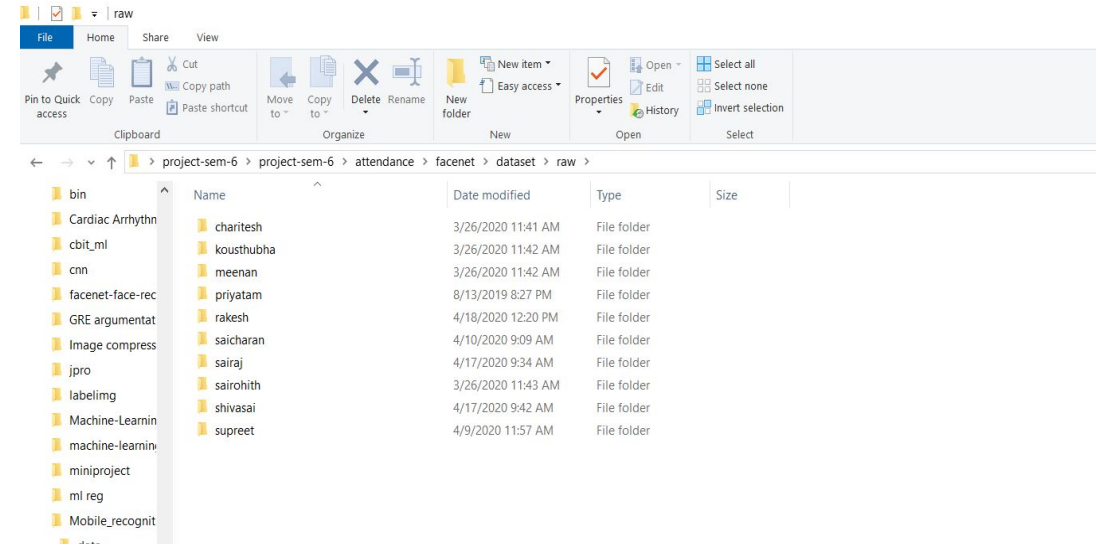 raw
File Home Share View
Pin to Quick access
Copy
Paste
Cut
Copy path
Paste shortcut
Move to
Copy to
Delete
Rename
New folder
New item
Easy access
Properties
Open
Edit
History
Select all
Select none
Invert selection
Clipboard Organize New Open Select
project-sem-6 > project-sem-6 > attendance > facenet > dataset > raw >
bin
Cardiac Arrhythn
cbit_ml
cnn
facenet-face-rec
GRE argumentat
Image compress
jpro
labelimg
Machine-Learnin
machine-learning
miniproject
ml reg
Mobile_recognit
Name Date modified Type Size
charitesh 3/26/2020 11:41 AM File folder
kousthubha 3/26/2020 11:42 AM File folder
meenan 3/26/2020 11:42 AM File folder
priyatam 8/13/2019 8:27 PM File folder
rakesh 4/18/2020 12:20 PM File folder
saicharan 4/10/2020 9:09 AM File folder
sairaj 4/17/2020 9:34 AM File folder
sairohith 3/26/2020 11:43 AM File folder
shivasai 4/17/2020 9:42 AM File folder
supreet 4/9/2020 11:57 AM File folder